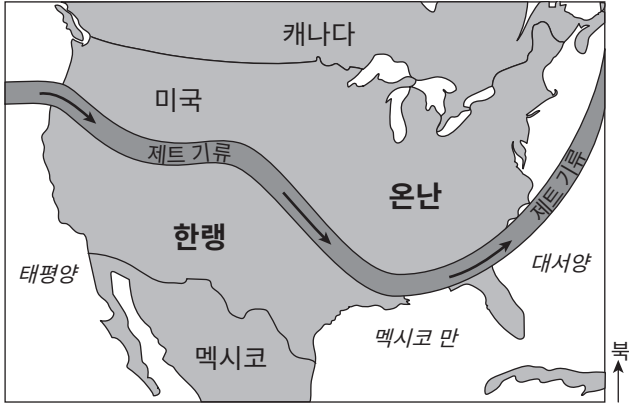 캐나다
미국
제트 기류
온난
제트 기류
한랭
태평양
대서양
멕시코 만
멕시코
북